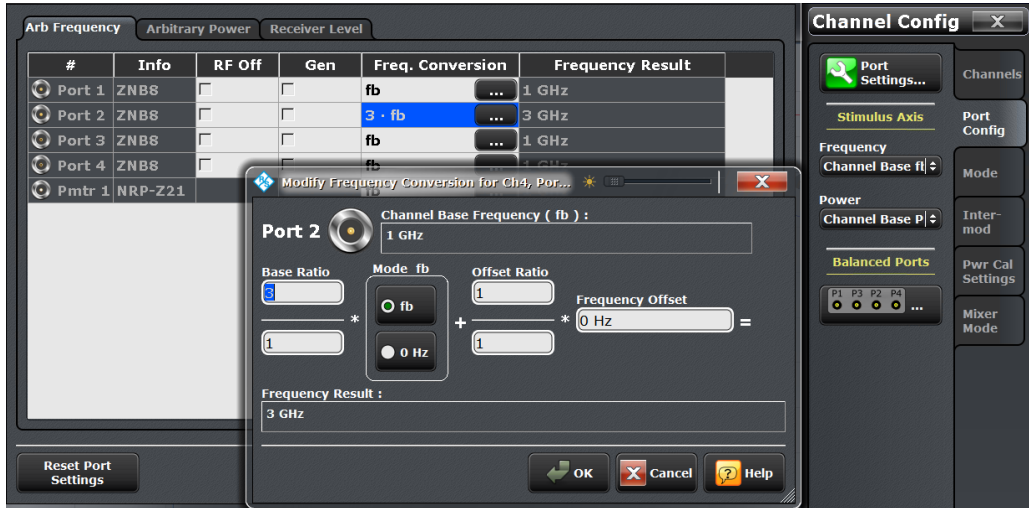 Arb Frequency Arbitrary Power Receiver Level
# Info RF Off Gen Freq. Conversion Frequency Result
Port 1 ZNB8 fb ... 1 GHz
Port 2 ZNB8 3 · fb ... 3 GHz
Port 3 ZNB8 fb ... 1 GHz
Port 4 ZNB8 fb ... 1 GHz
Pmtr 1 NRP-Z21 fb
Modify Frequency Conversion for Ch4, Por... X
Port 2
Channel Base Frequency ( fb ) :
1 GHz
Base Ratio Mode fb Offset Ratio
3 fb 1 Frequency Offset
* + * 0 Hz =
1 0 Hz 1
Frequency Result :
3 GHz
OK X Cancel ? Help
Reset Port
Settings
Channel Config X
Port
Settings...
Stimulus Axis
Frequency
Channel Base f
Power
Channel Base P
Balanced Ports
P1 P3 P2 P4
...
Channels
Port
Config
Mode
Inter-
mod
Pwr Cal
Settings
Mixer
Mode